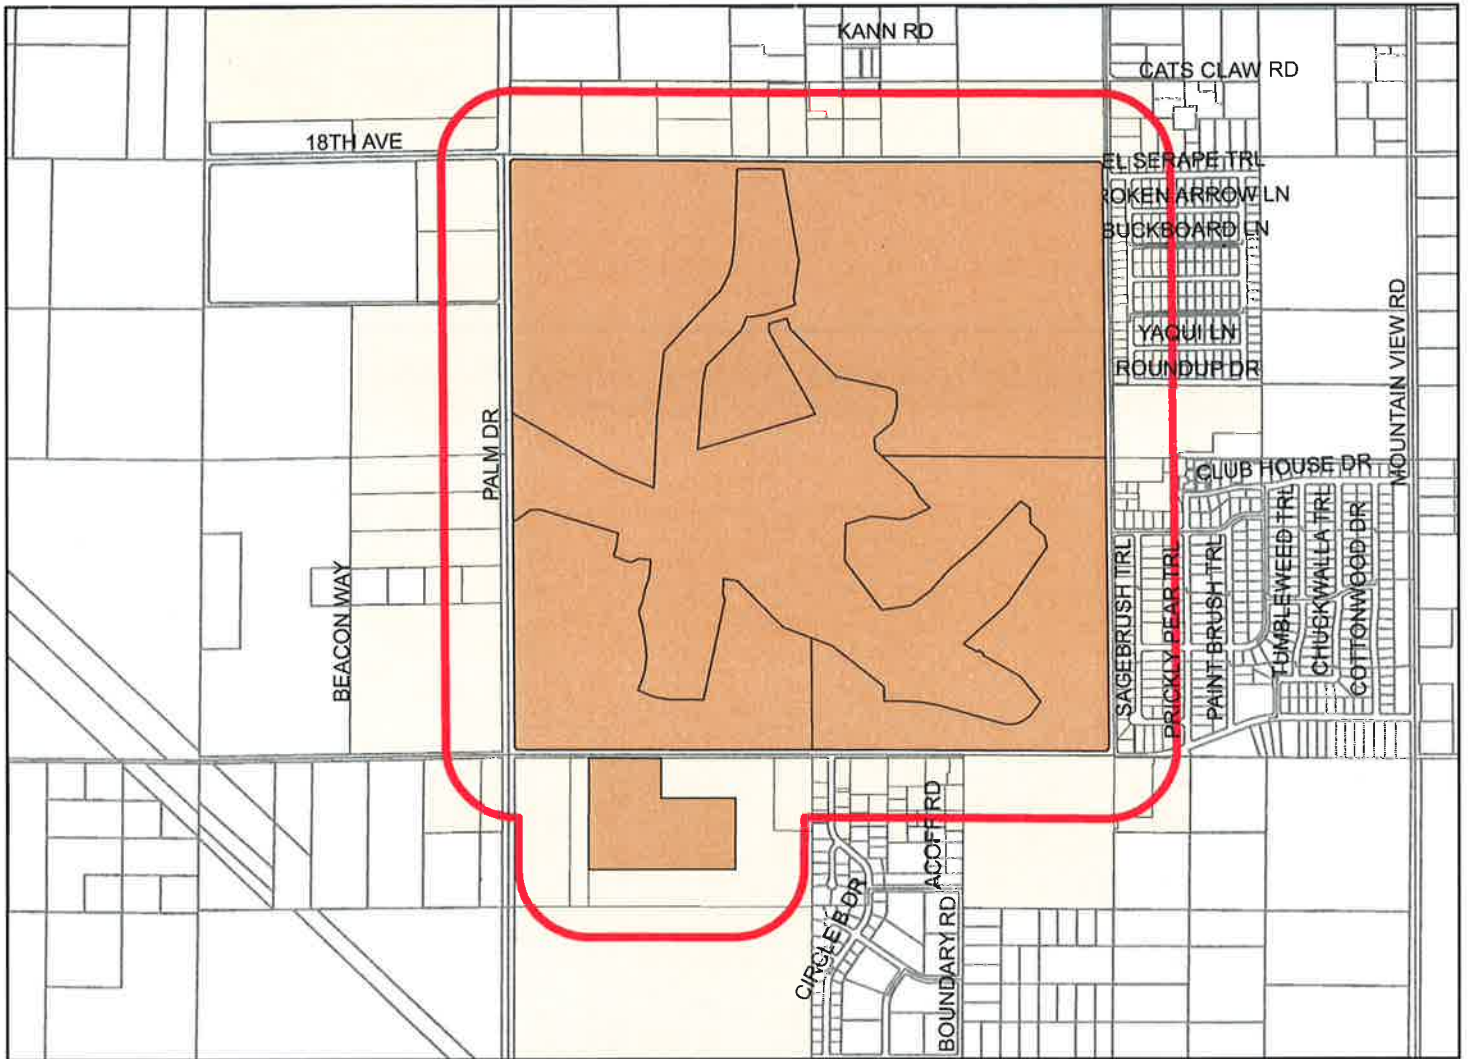 KANN RD
CATS CLAW RD
18TH AVE
EL SERAPE TRL
ROKEN ARROW LN
BUCKBOARD LN
YAQUI LN
ROUNDUP DR
MOUNTAIN VIEW RD
PALM DR
CLUB HOUSE DR
BEACON WAY
SAGEBRUSH TRL
PRICKLY PEAR TRL
PAINT BRUSH TRL
TUMBLEWEED TRL
CHUCKWALLA TRL
COTTONWOOD DR
ACOFF RD
CIRCLE B DR
BOUNDARY RD